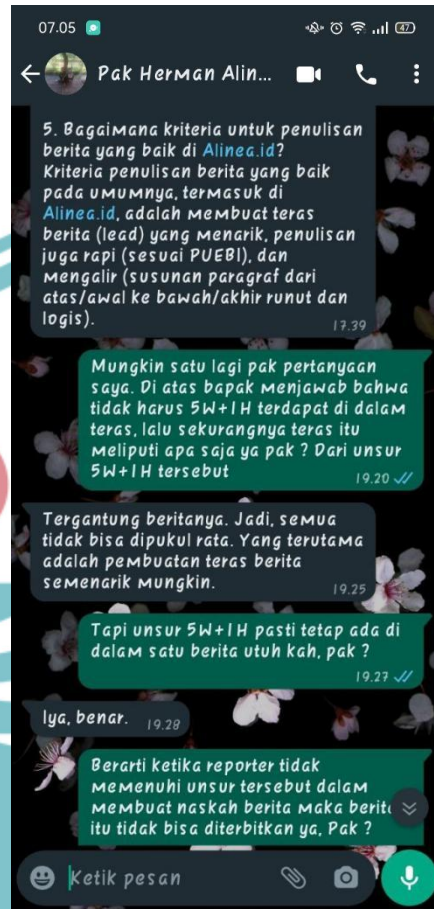 07.05
47
Pak Herman Alin...
5. Bagaimana kriteria untuk penulisan
berita yang baik di Alinea.id?
Kriteria penulisan berita yang baik
pada umumnya, termasuk di
Alinea.id, adalah membuat teras
berita (lead) yang menarik, penulisan
juga rapi (sesuai PUEBI), dan
mengalir (susunan paragraf dari
atas/awal ke bawah/akhir runut dan
logis).
17.39
Mungkin satu lagi pak pertanyaan
saya. Di atas bapak menjawab bahwa
tidak harus 5W+1H terdapat di dalam
teras, lalu sekurangnya teras itu
meliputi apa saja ya pak ? Dari unsur
5W+1H tersebut
19.20
Tergantung beritanya. Jadi, semua
tidak bisa dipukul rata. Yang terutama
adalah pembuatan teras berita
semenarik mungkin.
19.25
Tapi unsur 5W+1H pasti tetap ada di
dalam satu berita utuh kah, pak ?
19.27
Iya, benar.
19.28
Berarti ketika reporter tidak
memenuhi unsur tersebut dalam
membuat naskah berita maka berita
itu tidak bisa diterbitkan ya, Pak ?
Ketik pesan